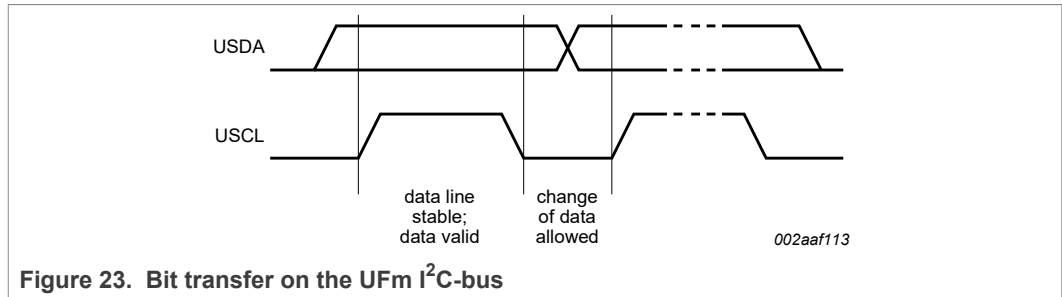 USDA
USCL
data line
stable;
data valid
change
of data
allowed
002aaf113
Figure 23. Bit transfer on the UFm I²C-bus